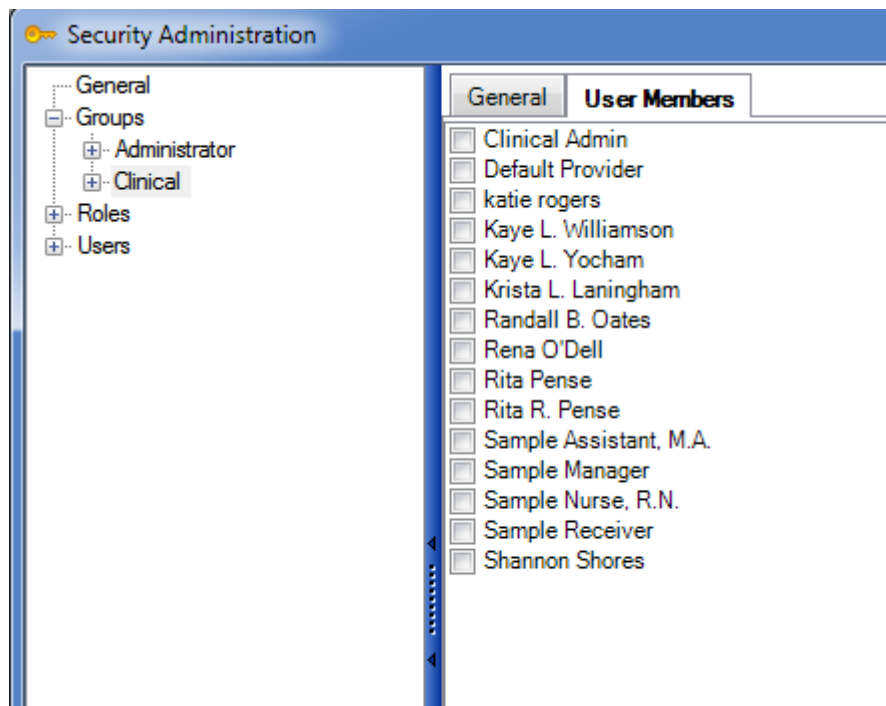 Security Administration
General
Groups
Administrator
Clinical
Roles
Users
General User Members
Clinical Admin
Default Provider
katie rogers
Kaye L. Williamson
Kaye L. Yocham
Krista L. Laningham
Randall B. Oates
Rena O'Dell
Rita Pense
Rita R. Pense
Sample Assistant, M.A.
Sample Manager
Sample Nurse, R.N.
Sample Receiver
Shannon Shores